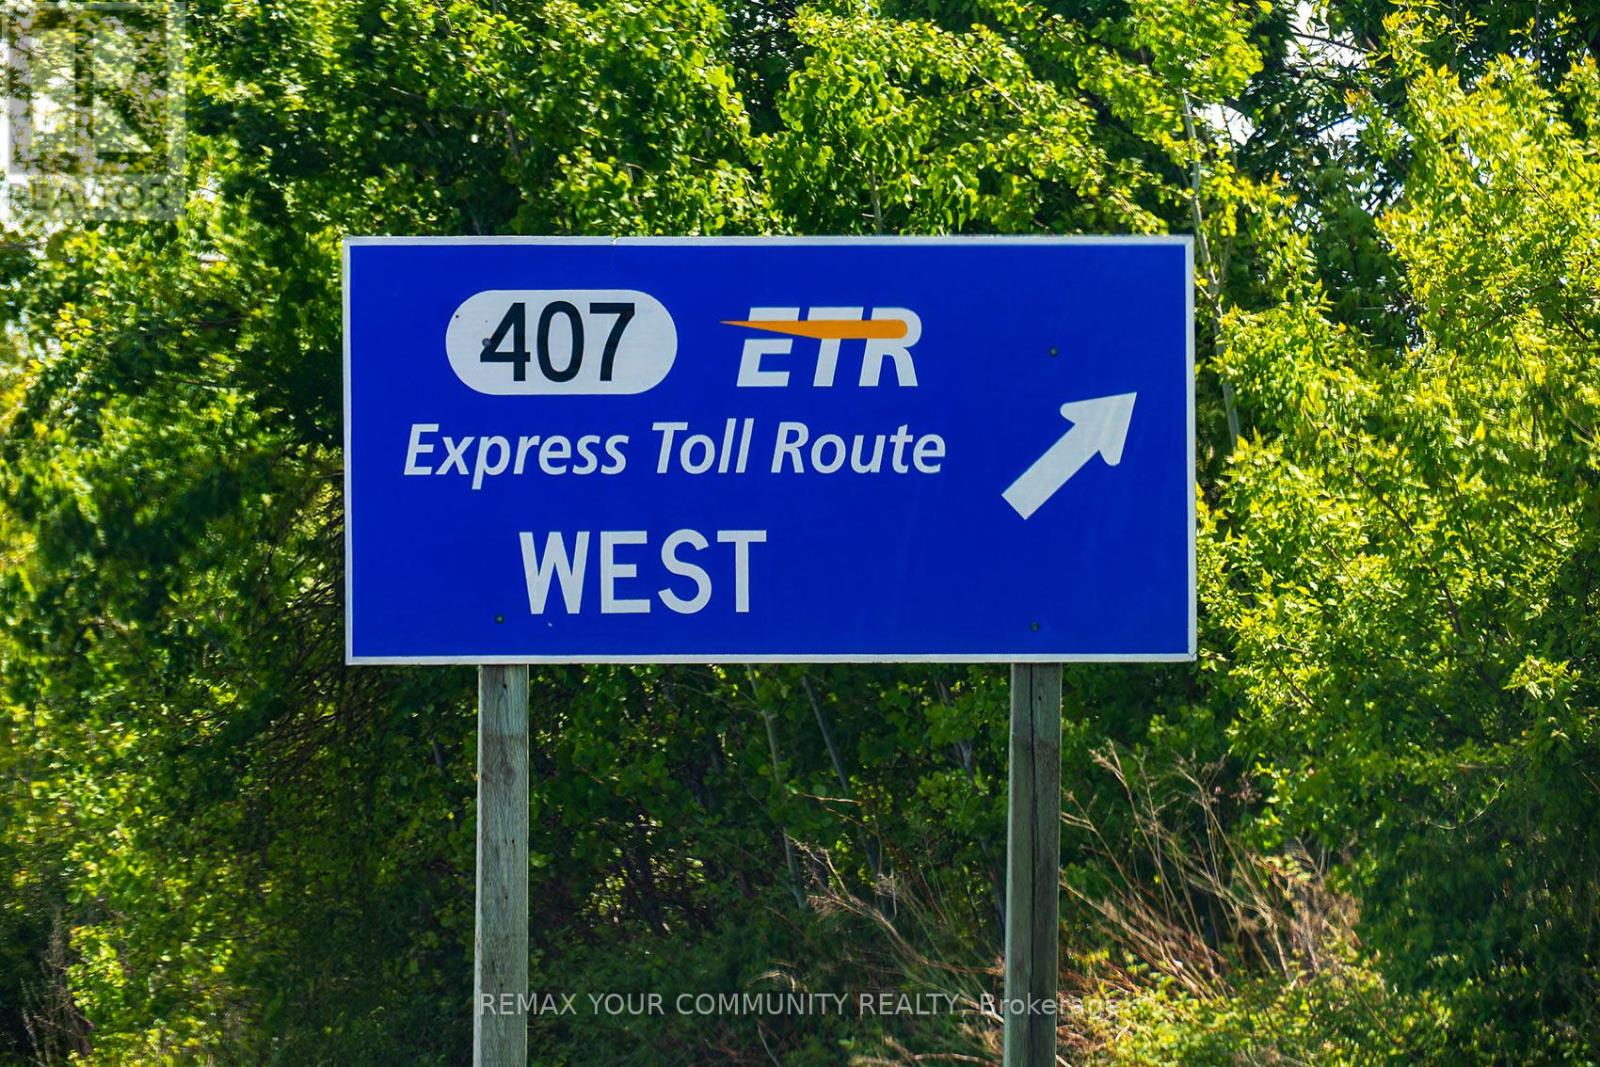 REALTOR
407 ETR
Express Toll Route
WEST
REMAX YOUR COMMUNITY REALTY, Brokerage